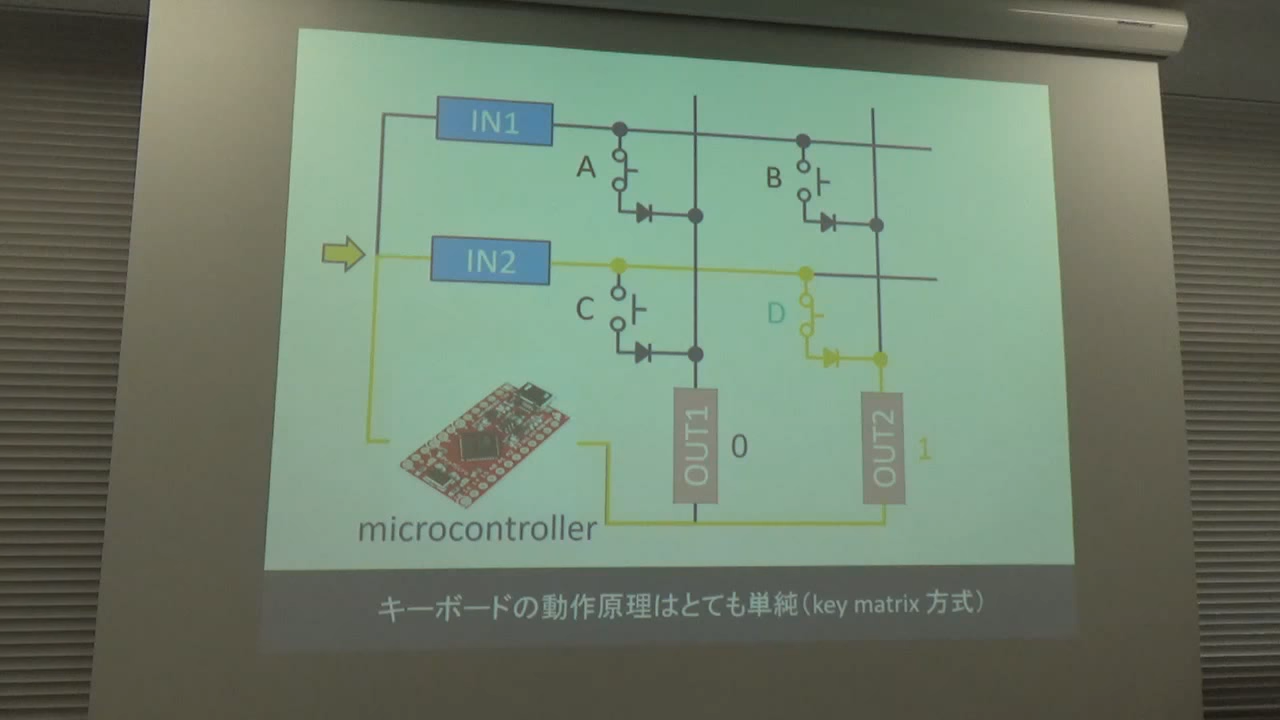 IN1
A
B
IN2
C
D
OUT1
0
OUT2
1
microcontroller
キーボードの動作原理はとても単純(key matrix 方式)